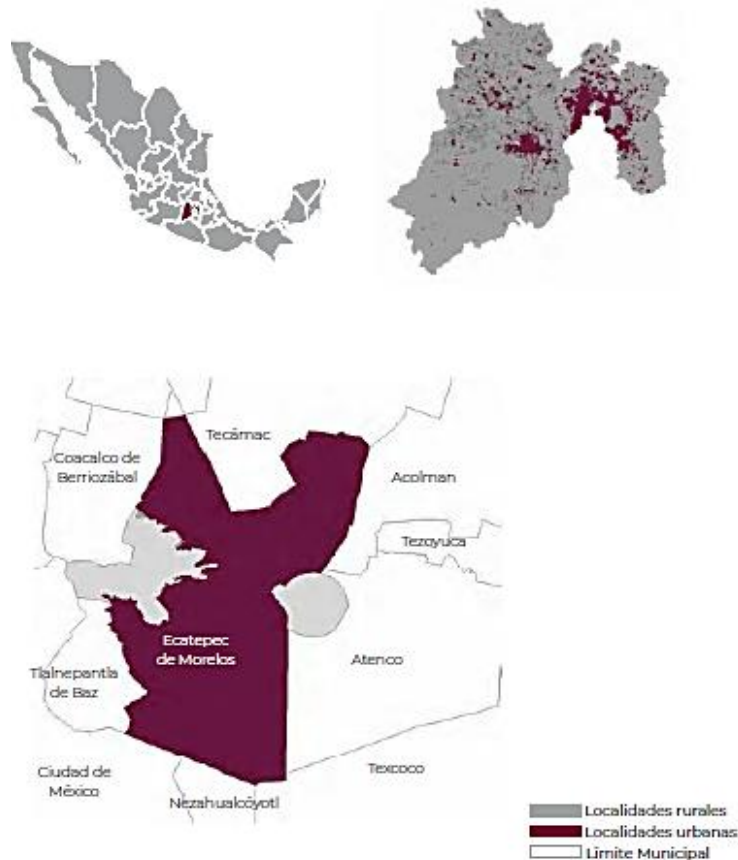 Tecámac
Coacalco de
Berriozábal
Acolman
Tezoyuca
Ecatepec
de Morelos
Atenco
Tlalnepantla
de Baz
Ciudad de
México
Texcoco
Nezahualcóyotl
Localidades rurales
Localidades urbanas
Límite Municipal